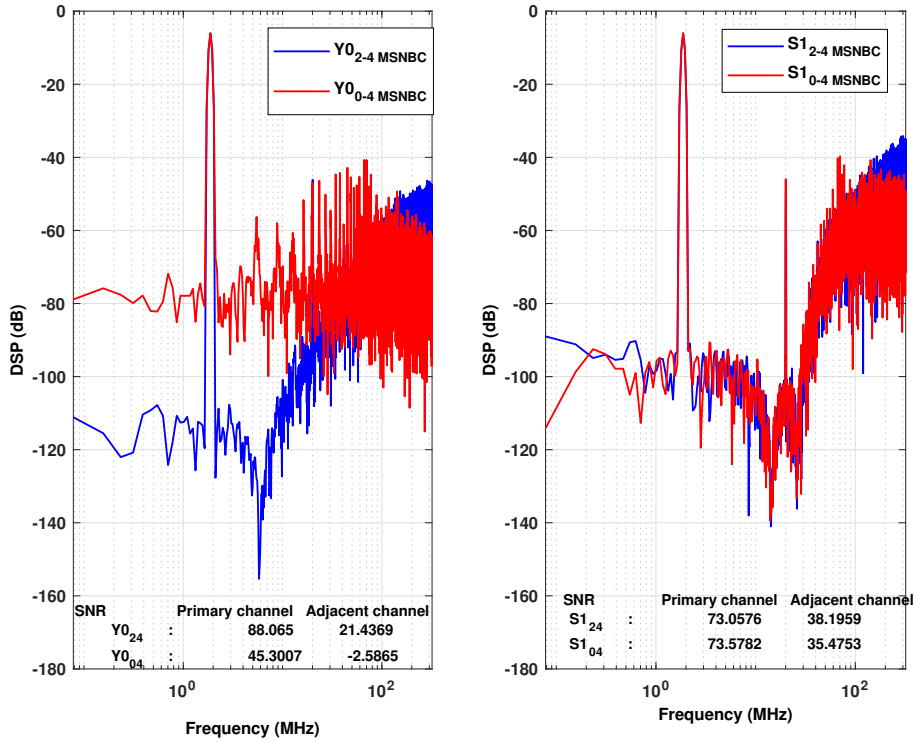 0
-20
-40
-60
-80
-100
-120
-140
-160
-180
DSP (dB)
Y0 2-4 MSNBC
Y0 0-4 MSNBC
SNR Primary channel Adjacent channel
Y0 24 : 88.065 21.4369
Y0 04 : 45.3007 -2.5865
10^0 10^2
Frequency (MHz)
0
-20
-40
-60
-80
-100
-120
-140
-160
-180
DSP (dB)
S1 2-4 MSNBC
S1 0-4 MSNBC
SNR Primary channel Adjacent channel
S1 24 : 73.0576 38.1959
S1 04 : 73.5782 35.4753
10^0 10^2
Frequency (MHz)